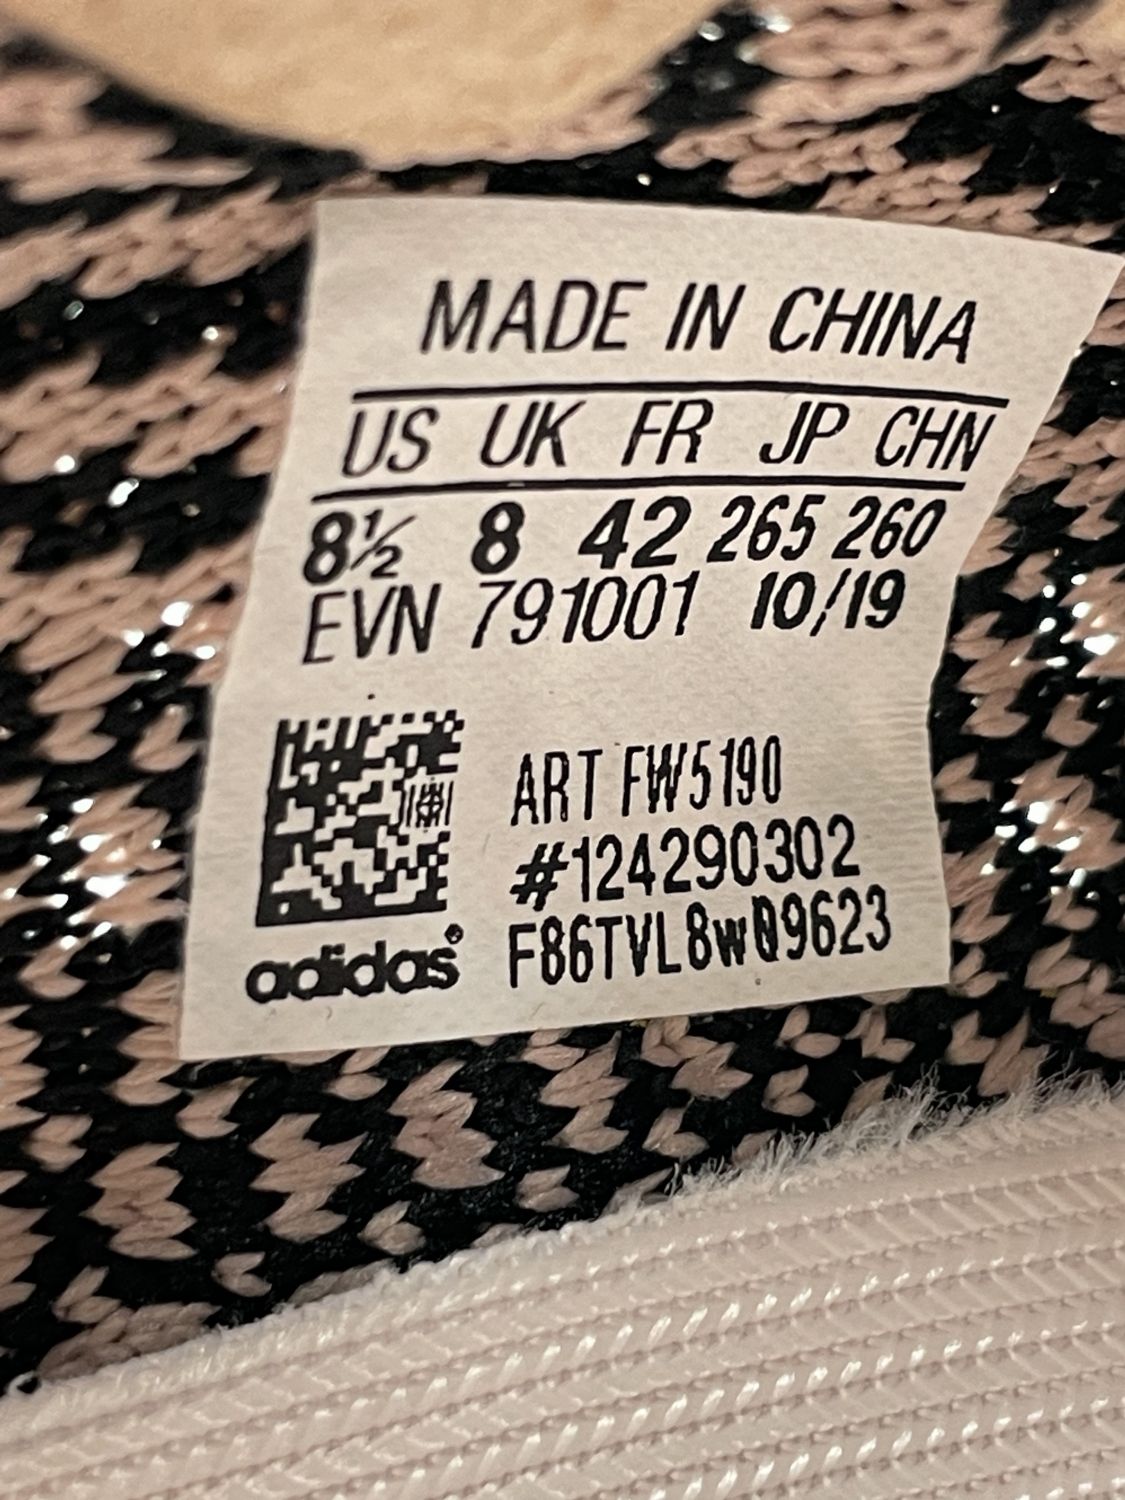 MADE IN CHINA
US UK FR JP CHN
8½ 8 42 265 260
EVN 791001 10/19
ART FW5190
#124290302
F86TVL8w09623
adidas®